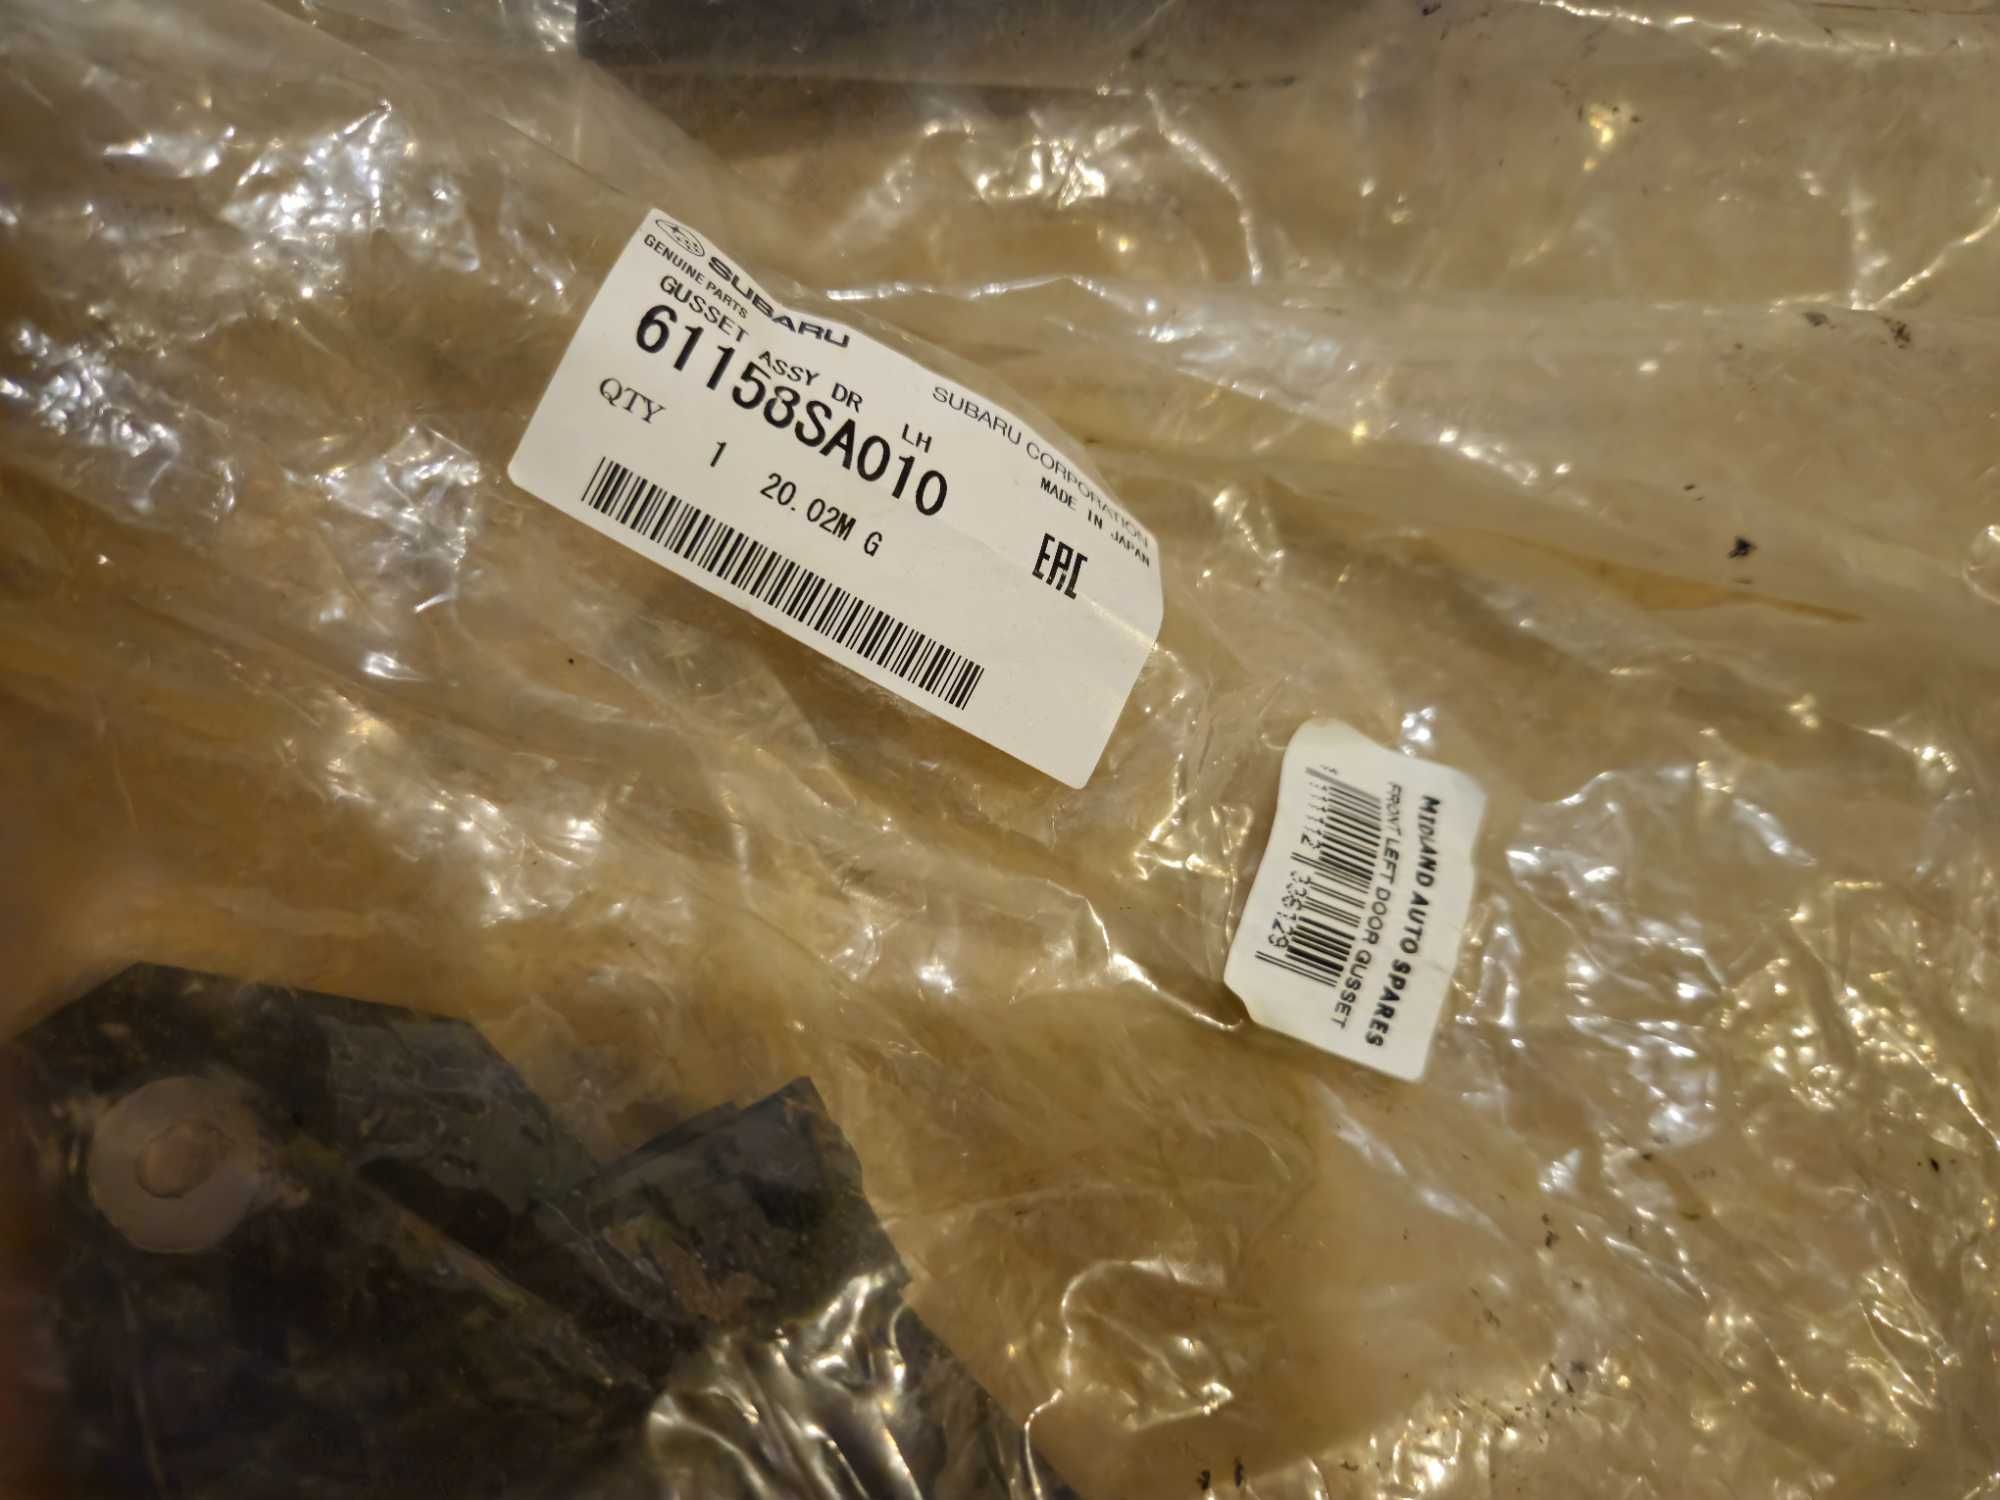 SUBARU
GENUINE PARTS
SUBARU CORPORATION
GUSSET ASSY DR LH
MADE IN JAPAN
61158SA010
QTY 1 20.02M G
EAC
MIDLAND AUTO SPARES
FRONT LEFT DOOR GUSSET